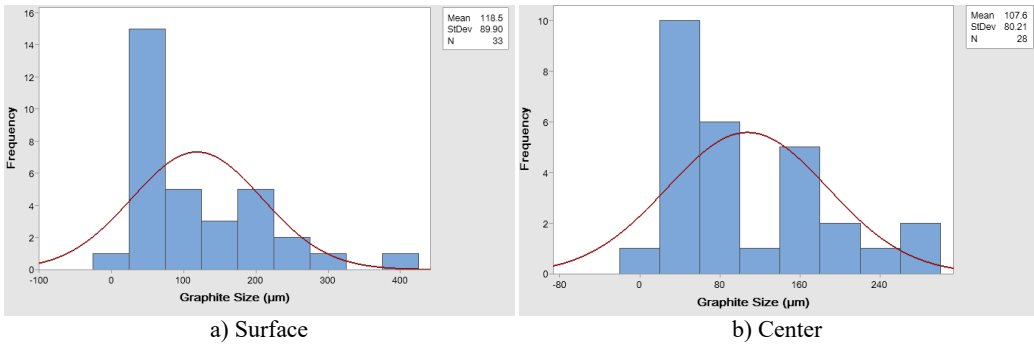 Mean 118.5
StDev 89.90
N 33
Frequency
16
14
12
10
8
6
4
2
0
-100 0 100 200 300 400
Graphite Size (µm)
a) Surface
Mean 107.6
StDev 80.21
N 28
Frequency
10
8
6
4
2
0
-80 0 80 160 240
Graphite Size (µm)
b) Center